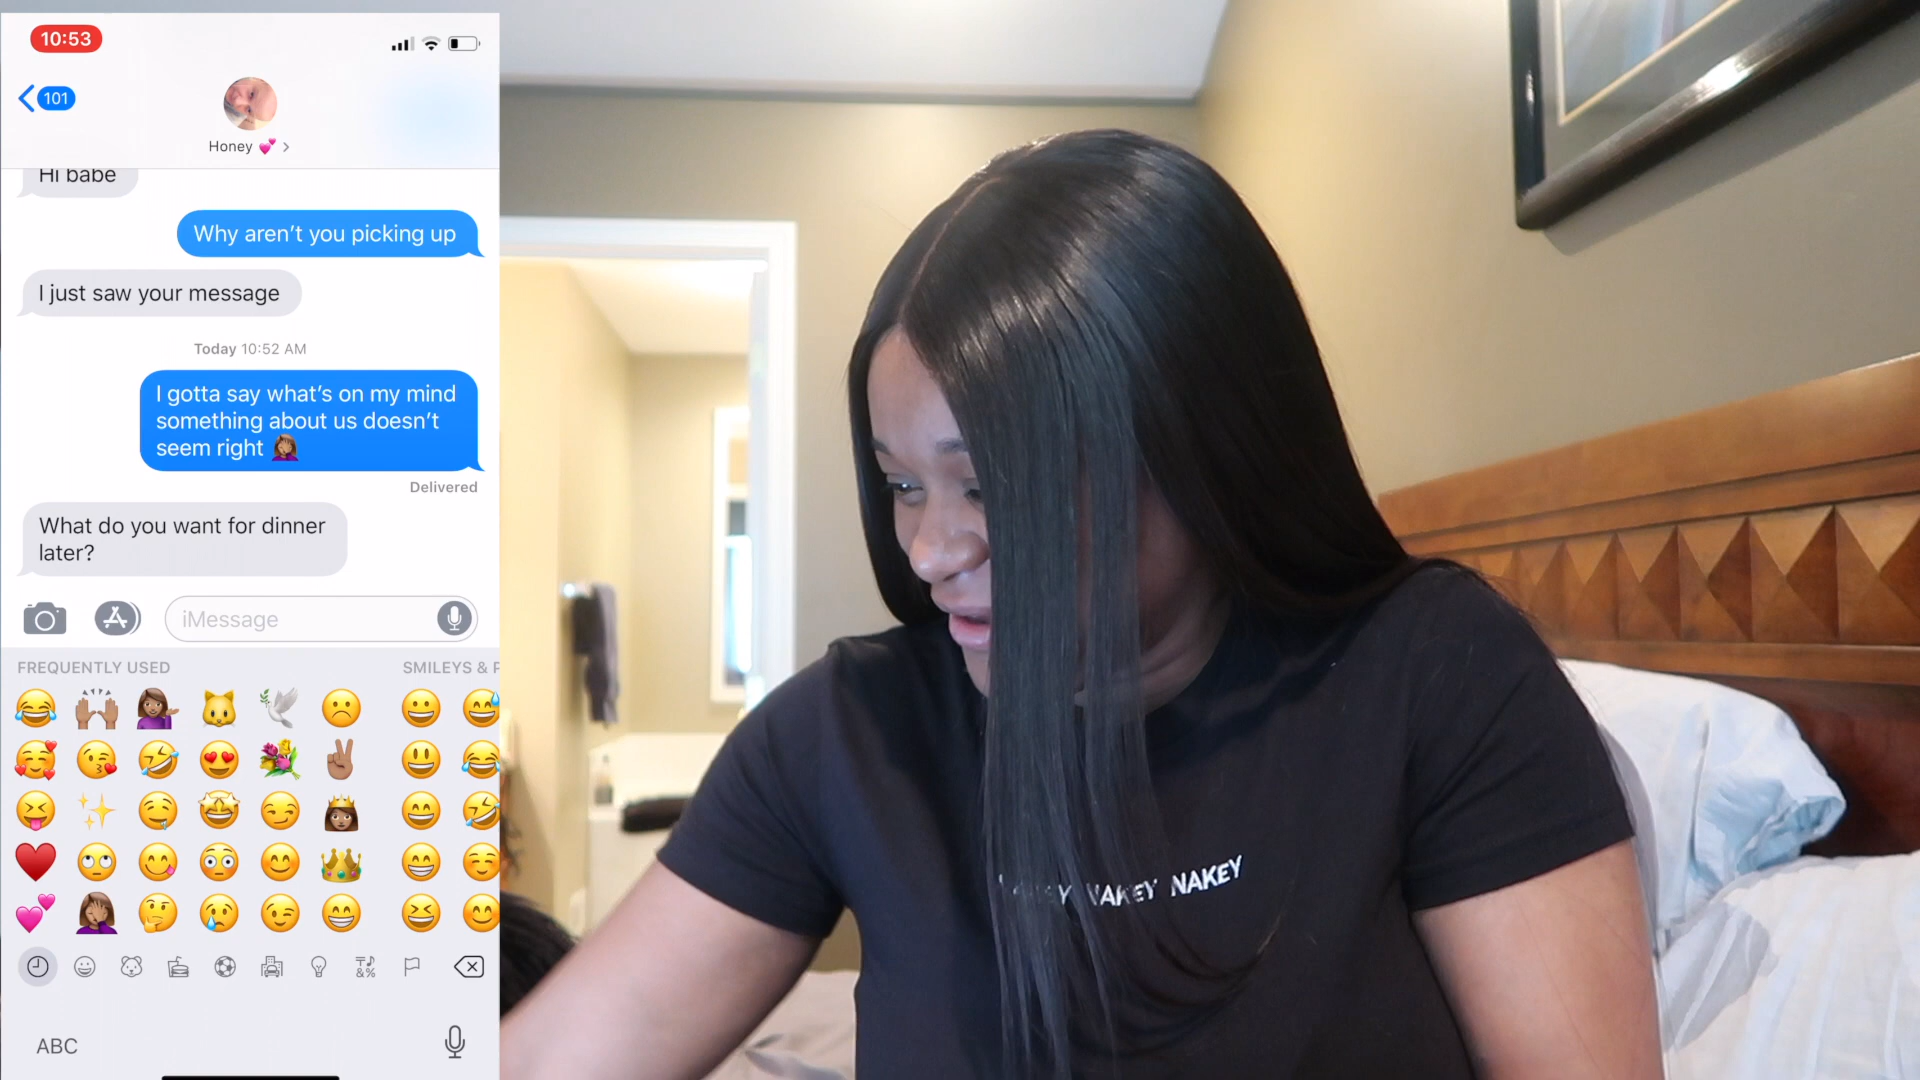 10:53
101
Honey 💕 >
Hi babe
Why aren't you picking up
I just saw your message
Today 10:52 AM
I gotta say what's on my mind
something about us doesn't
seem right 🤦🏽‍♀️
Delivered
What do you want for dinner
later?
iMessage
FREQUENTLY USED
SMILEYS &
ABC
NAKEY NAKEY